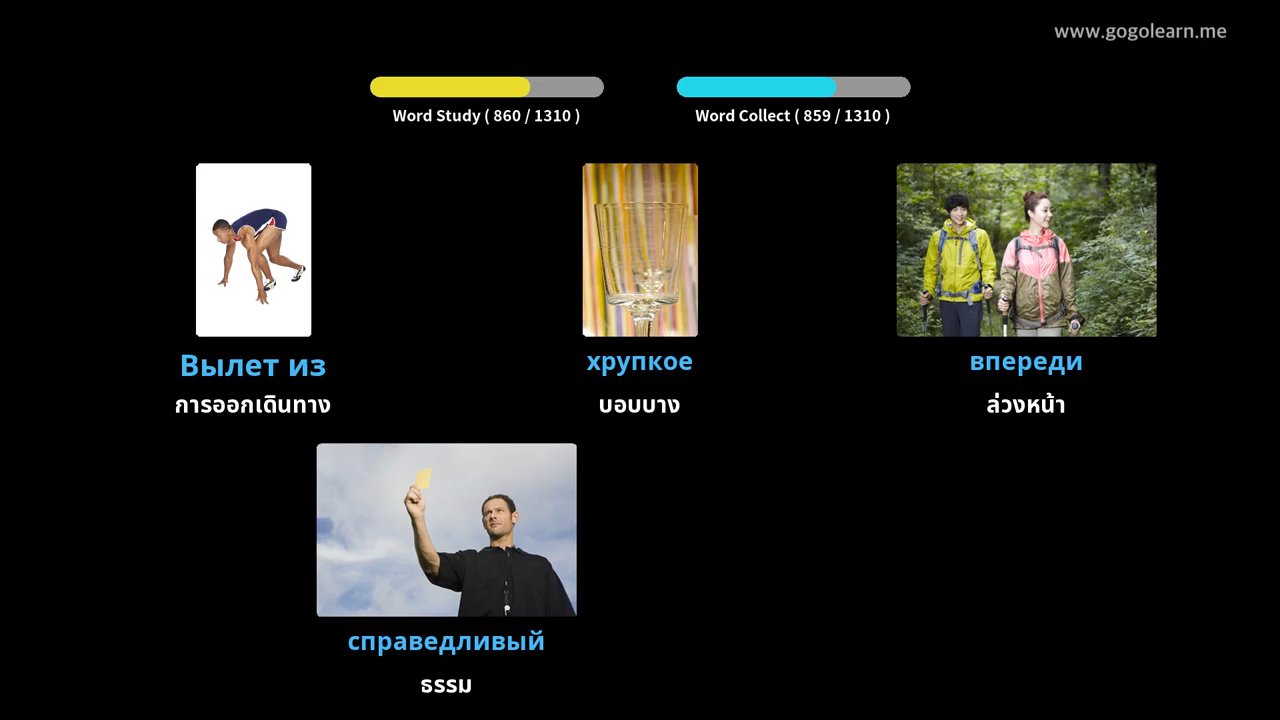 www.gogolearn.me
Word Study ( 860 / 1310 )
Word Collect ( 859 / 1310 )
Вылет из
хрупкое
впереди
การออกเดินทาง
บอบบาง
ล่วงหน้า
справедливый
ธรรม